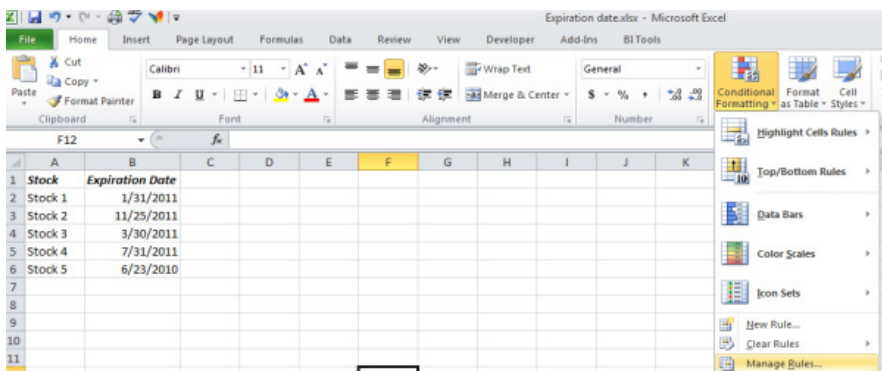 Expiration date.xlsx - Microsoft Excel
File Home Insert Page Layout Formulas Data Review View Developer Add-Ins BI Tools
Paste
Cut
Copy
Format Painter
Clipboard
Calibri 11 A A
B I U A
Font
Wrap Text
Merge & Center
Alignment
General
$ % , .0 .00 .00 .0
Number
Conditional Formatting
Format as Table
Cell Styles
F12 fx
A B C D E F G H I J K
1 Stock Expiration Date
2 Stock 1 1/31/2011
3 Stock 2 11/25/2011
4 Stock 3 3/30/2011
5 Stock 4 7/31/2011
6 Stock 5 6/23/2010
7
8
9
10
11
Highlight Cells Rules
Top/Bottom Rules
Data Bars
Color Scales
Icon Sets
New Rule...
Clear Rules
Manage Rules...